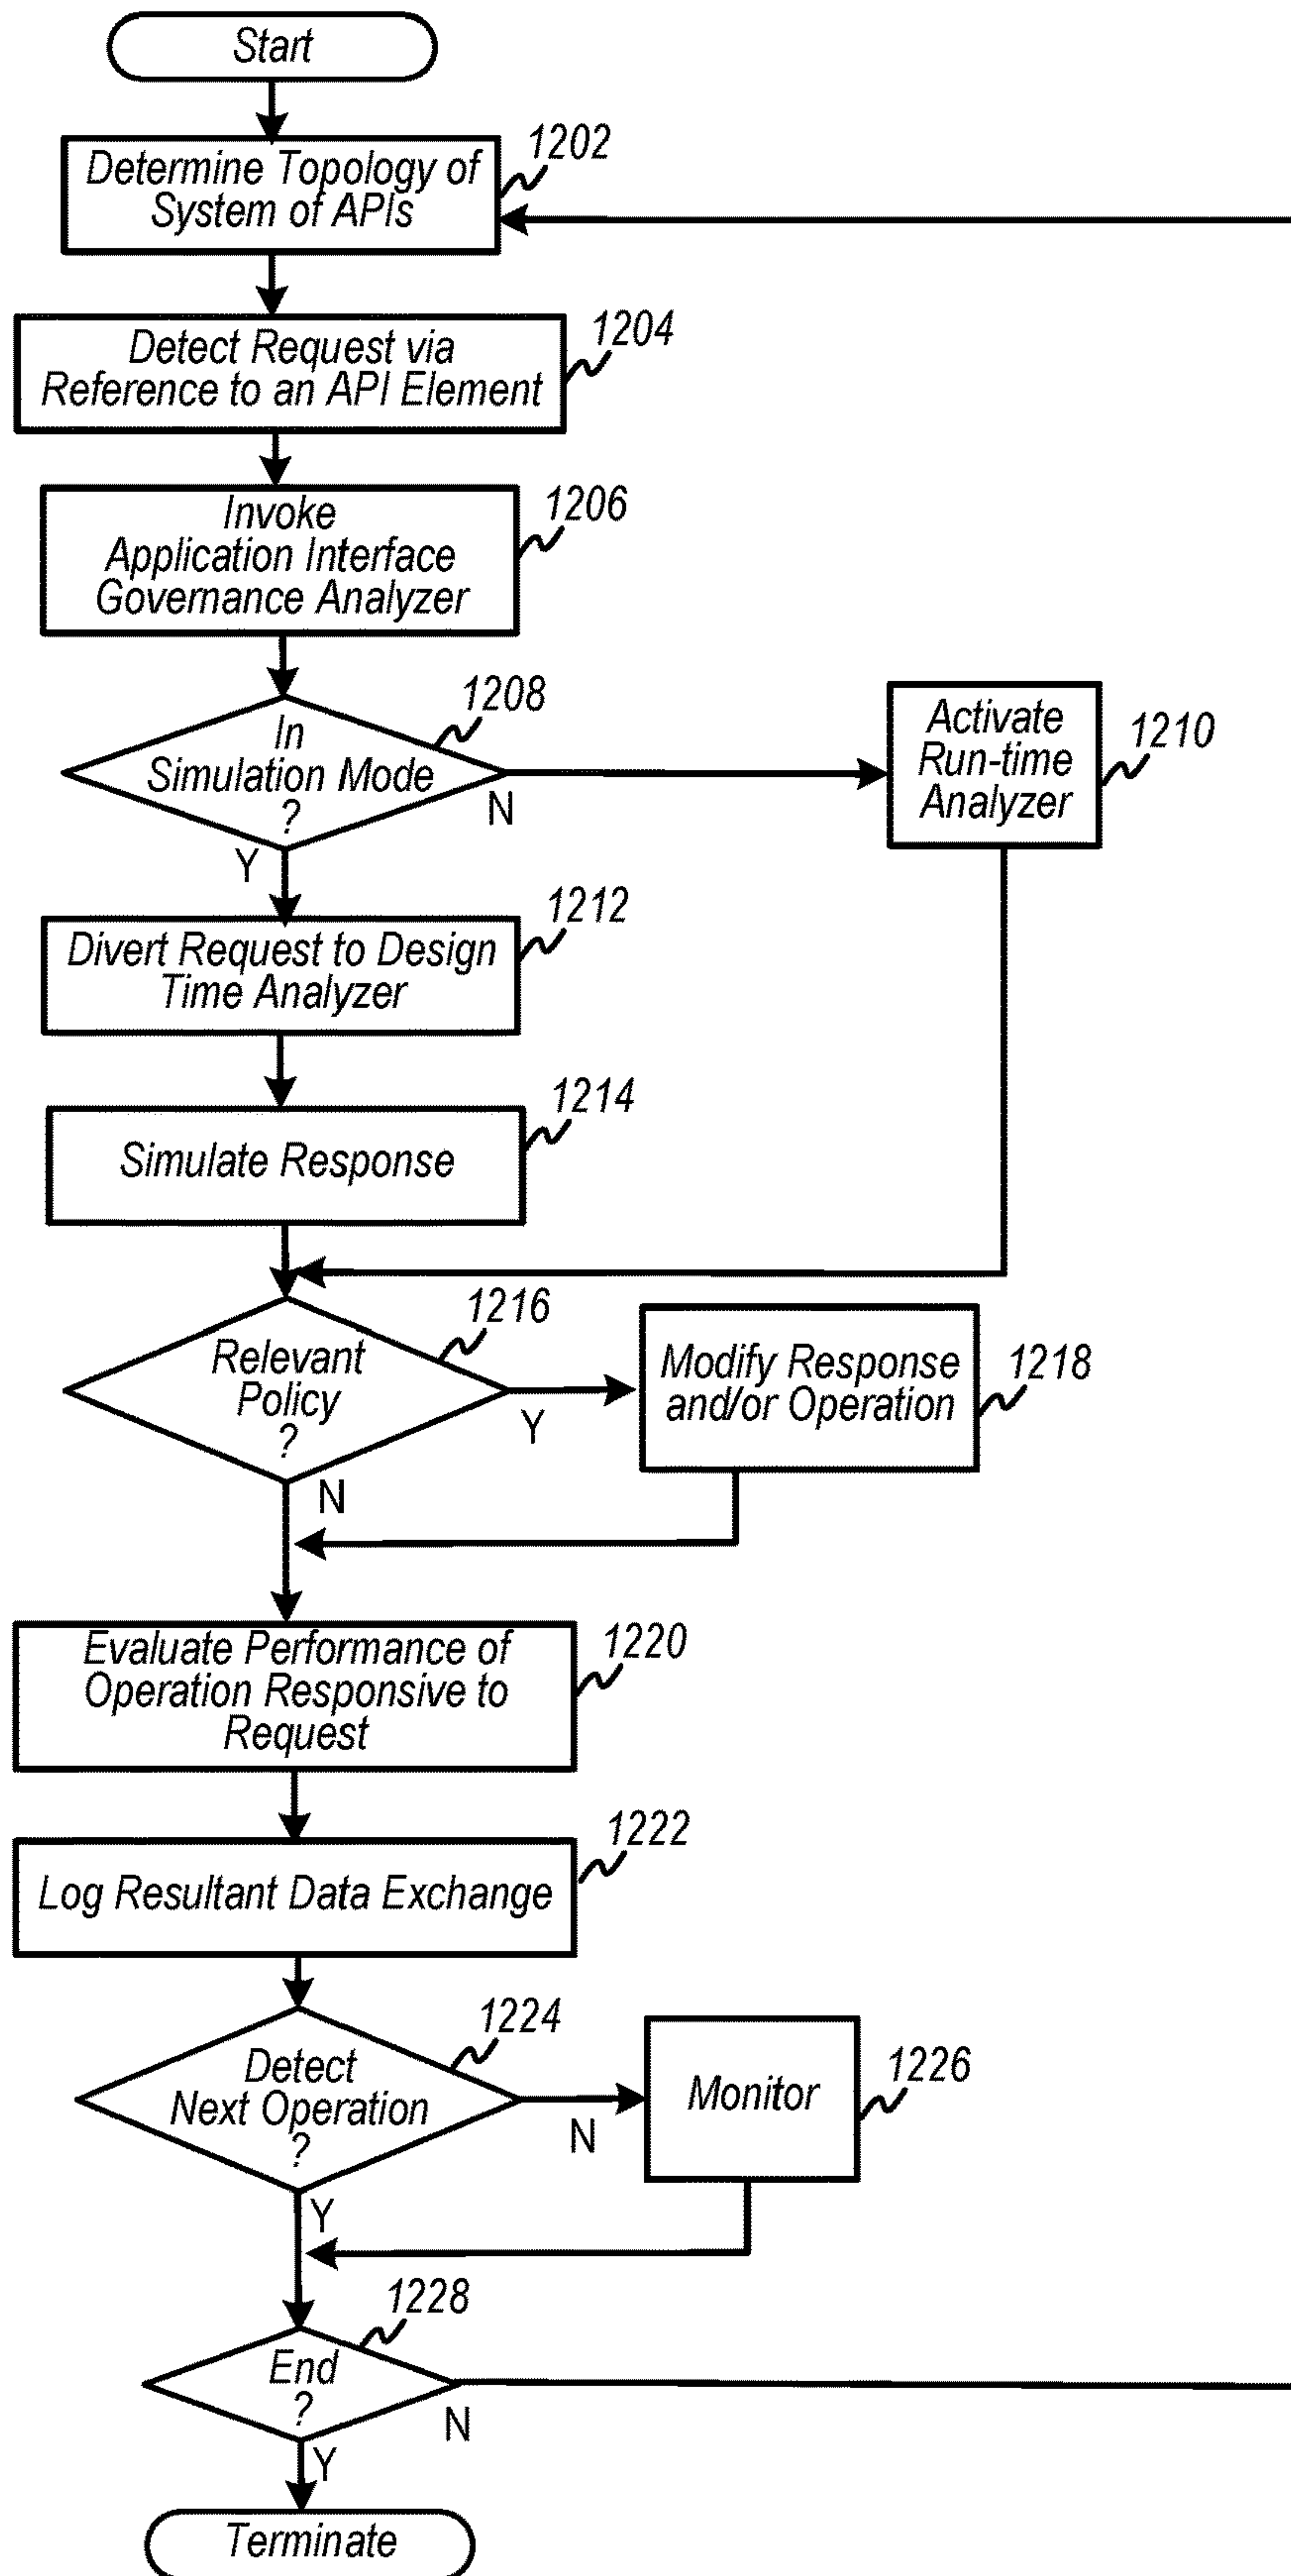 Start
1202
Determine Topology of
System of APIs
1204
Detect Request via
Reference to an API Element
1206
Invoke
Application Interface
Governance Analyzer
1208
In
Simulation Mode
?
N
Y
Activate
Run-time
Analyzer
1210
1212
Divert Request to Design
Time Analyzer
1214
Simulate Response
1216
Relevant
Policy
?
Y
N
Modify Response
and/or Operation
1218
1220
Evaluate Performance of
Operation Responsive to
Request
1222
Log Resultant Data Exchange
1224
Detect
Next Operation
?
N
Y
Monitor
1226
1228
End
?
N
Y
Terminate